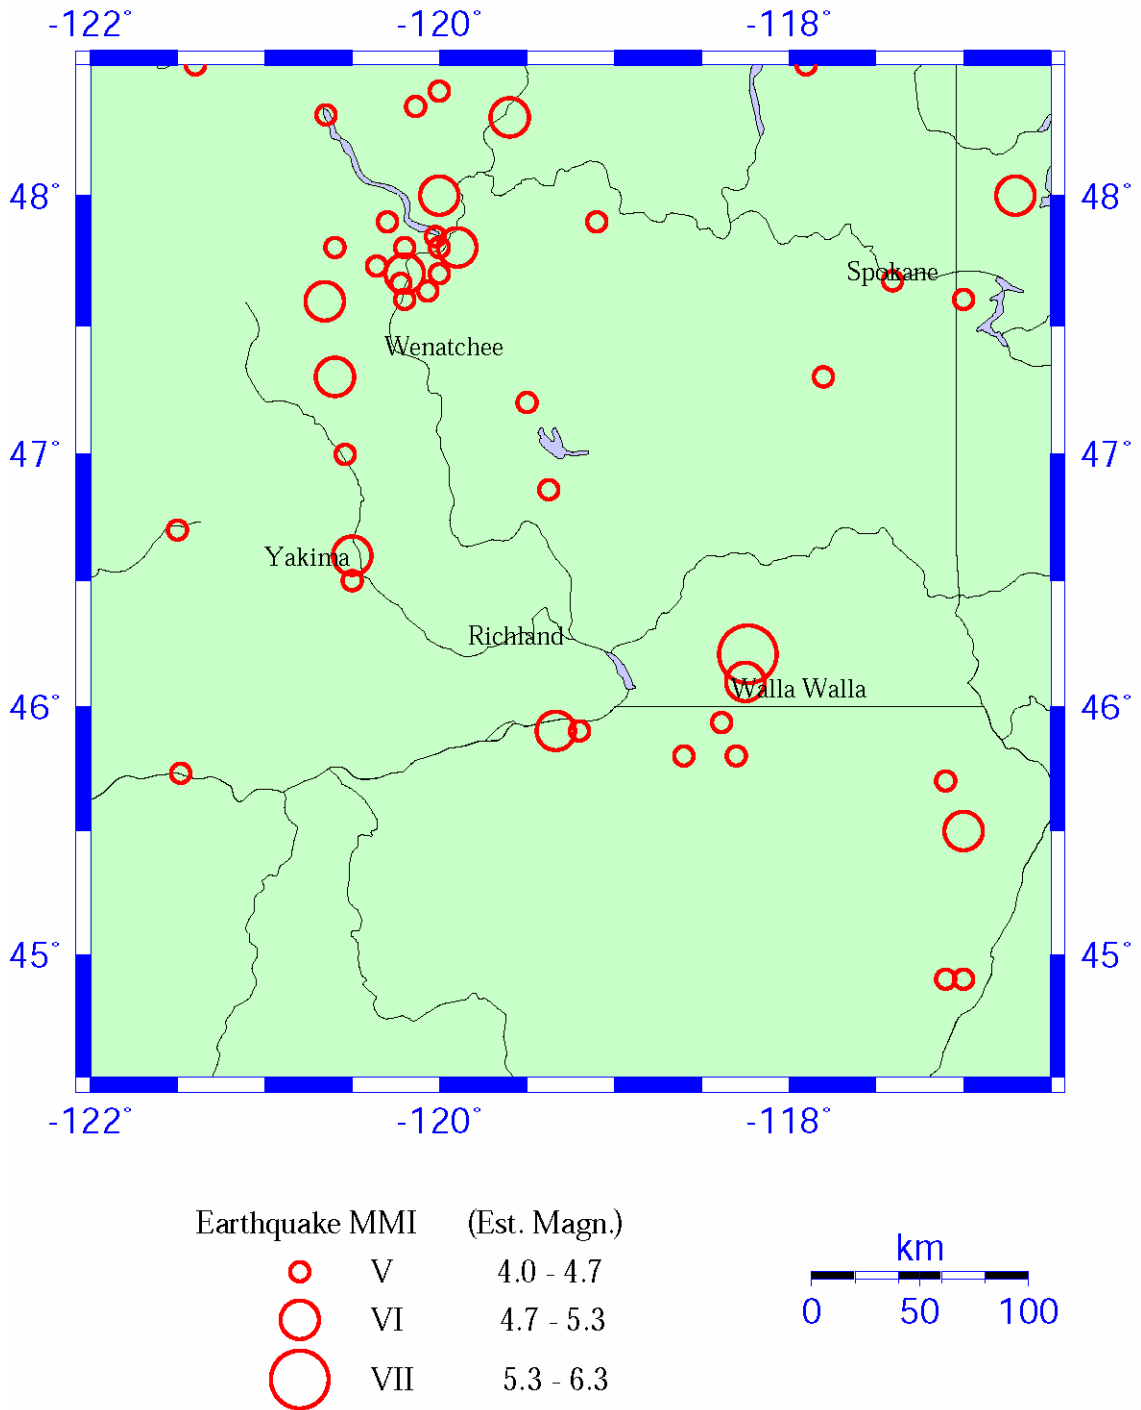 -122° -120° -118°
48° 48°
Spokane
Wenatchee
47° 47°
Yakima
Richland
Walla Walla
46° 46°
45° 45°
-122° -120° -118°
Earthquake MMI (Est. Magn.)
V 4.0 - 4.7
VI 4.7 - 5.3
VII 5.3 - 6.3
km
0 50 100